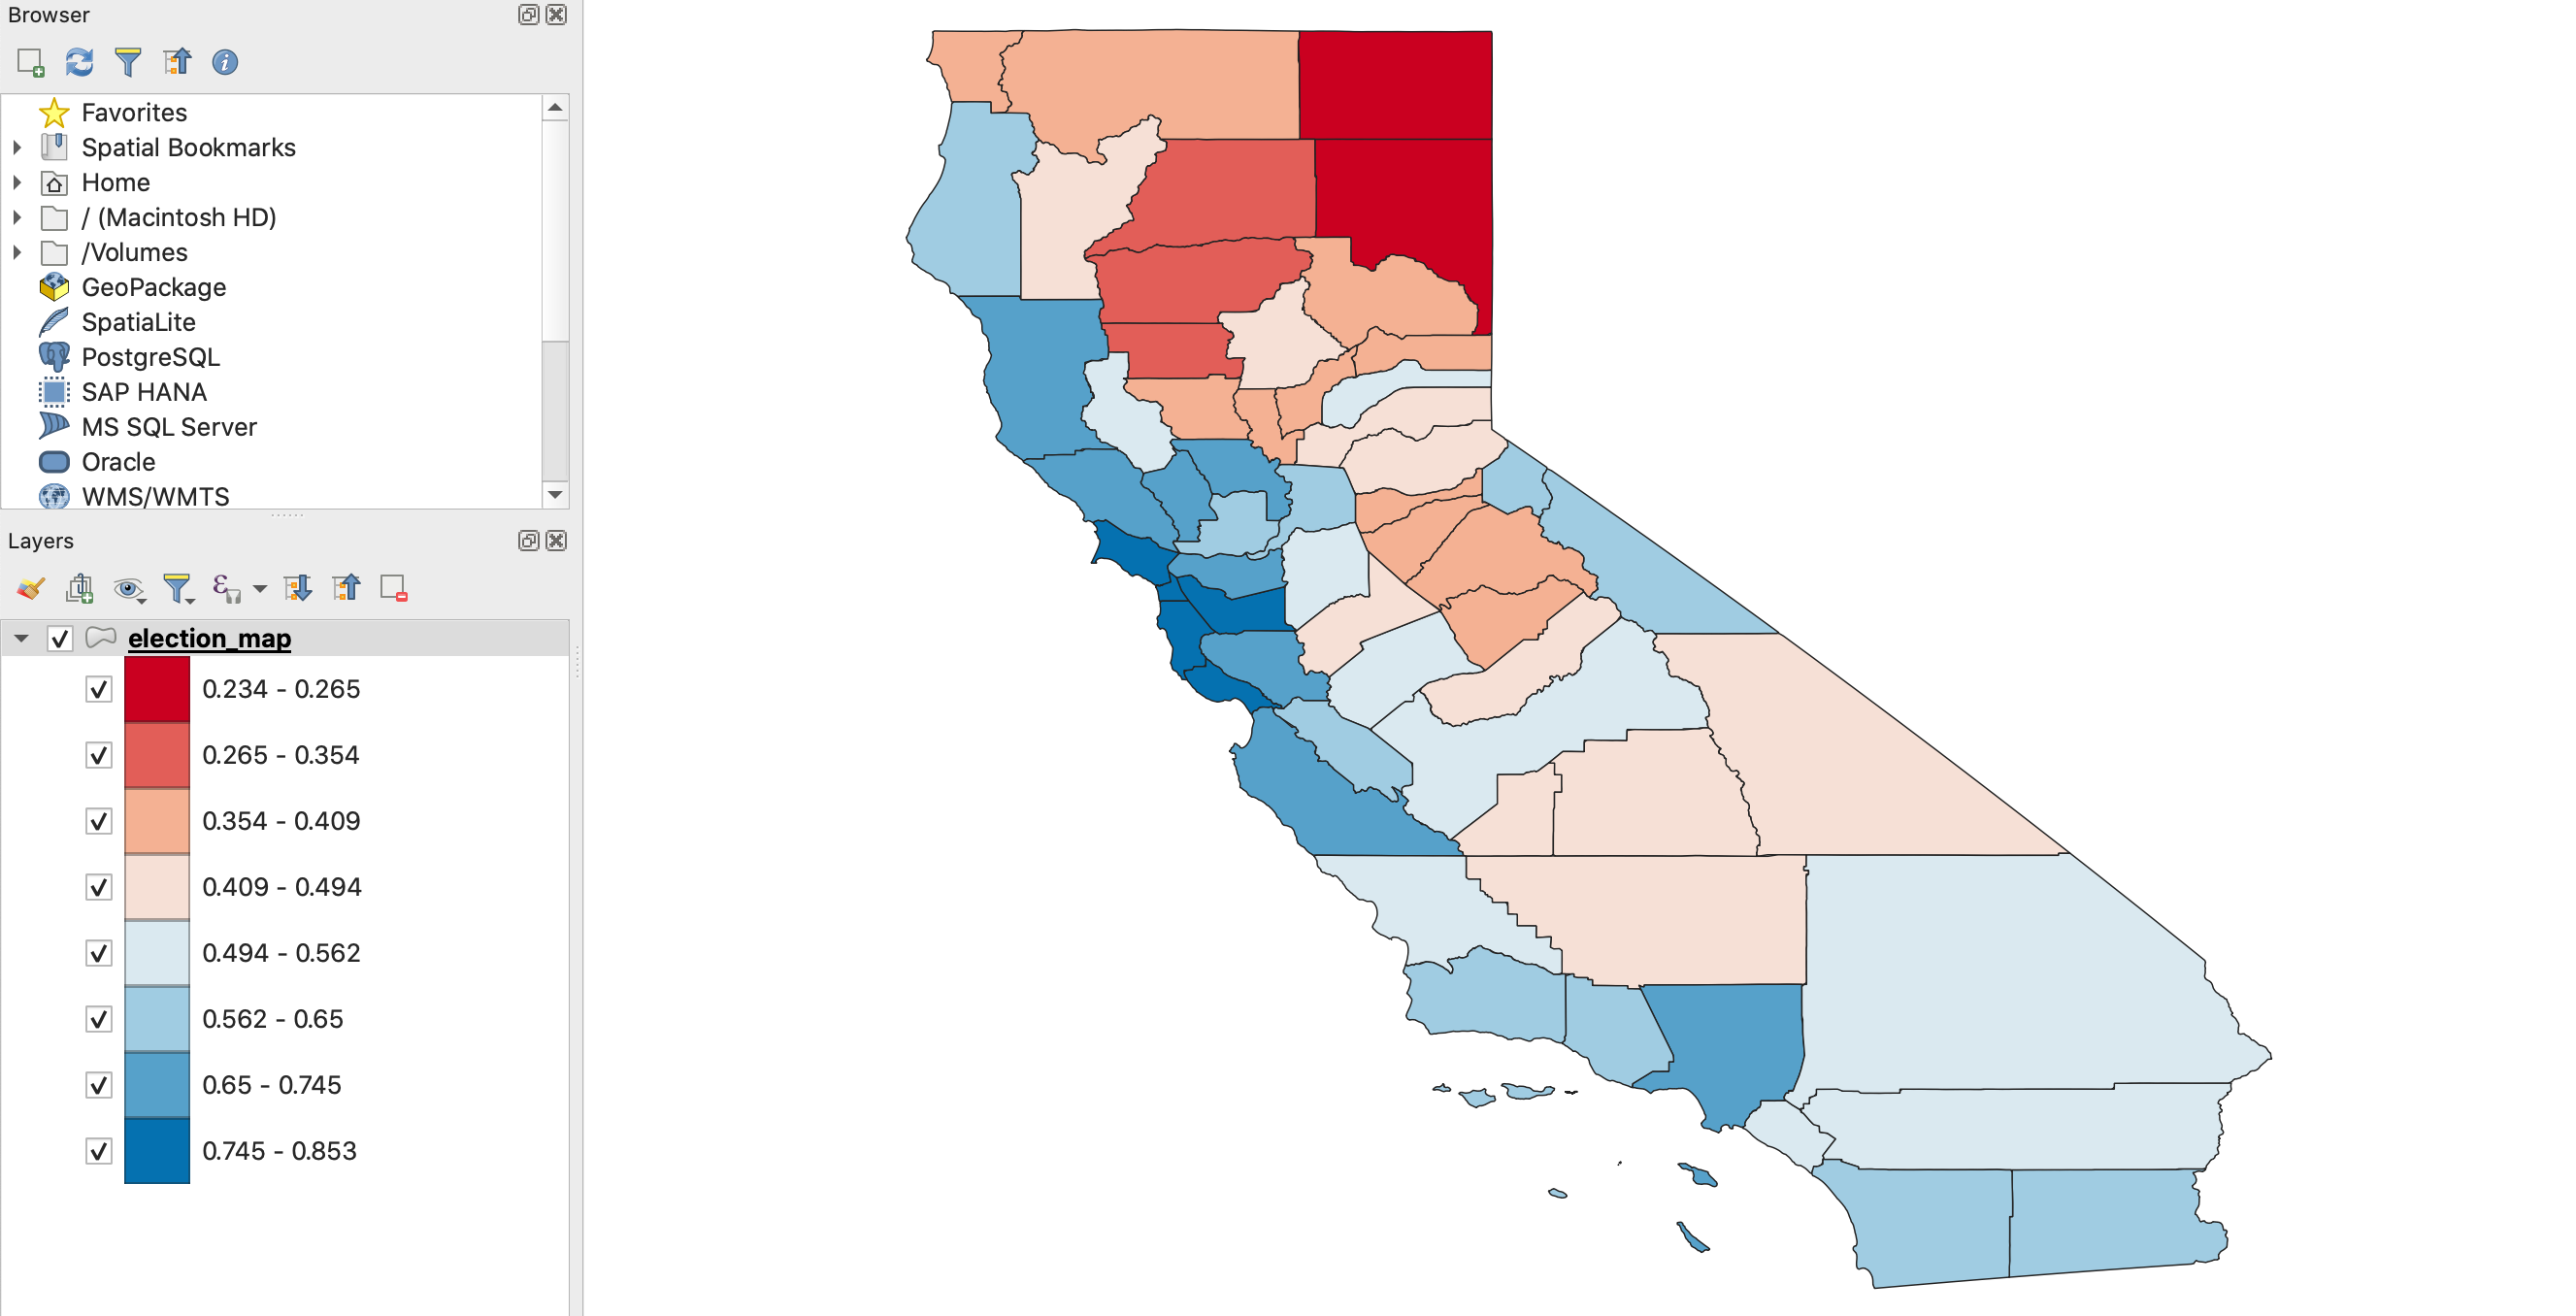 Browser
Favorites
Spatial Bookmarks
Home
/ (Macintosh HD)
/Volumes
GeoPackage
SpatiaLite
PostgreSQL
SAP HANA
MS SQL Server
Oracle
WMS/WMTS
Layers
election_map
0.234 - 0.265
0.265 - 0.354
0.354 - 0.409
0.409 - 0.494
0.494 - 0.562
0.562 - 0.65
0.65 - 0.745
0.745 - 0.853